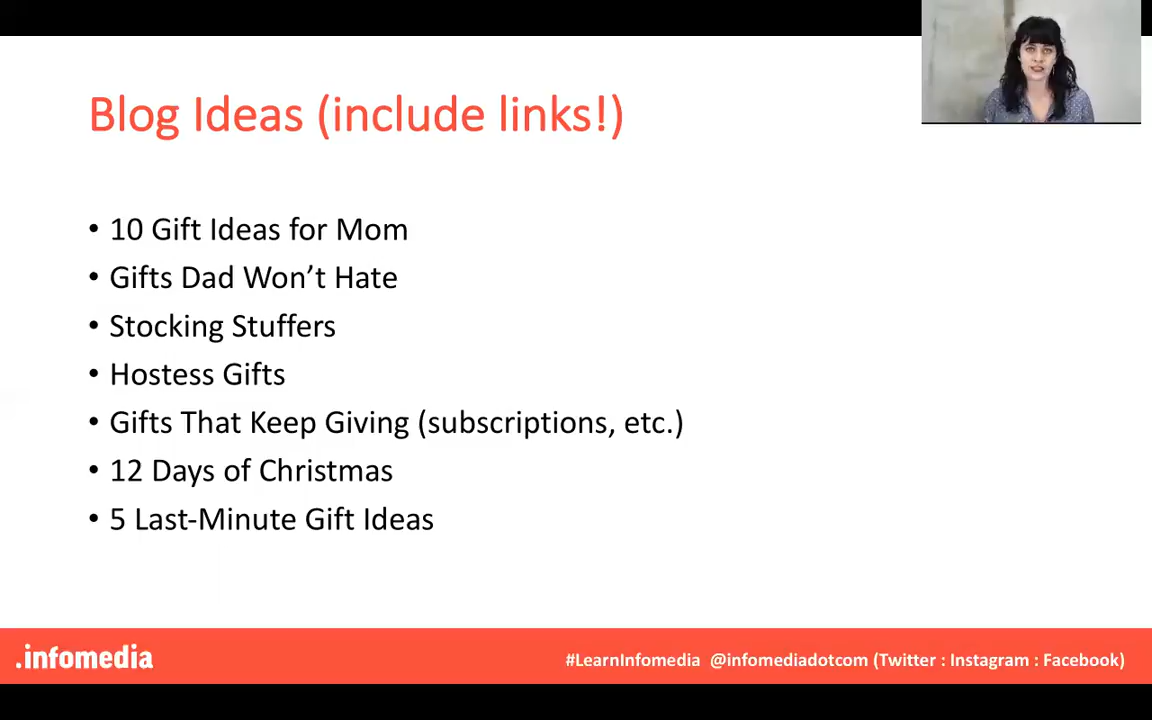 Blog Ideas (include links!)
• 10 Gift Ideas for Mom
• Gifts Dad Won’t Hate
• Stocking Stuffers
• Hostess Gifts
• Gifts That Keep Giving (subscriptions, etc.)
• 12 Days of Christmas
• 5 Last-Minute Gift Ideas
.infomedia
#LearnInfomedia @infomediadotcom (Twitter : Instagram : Facebook)